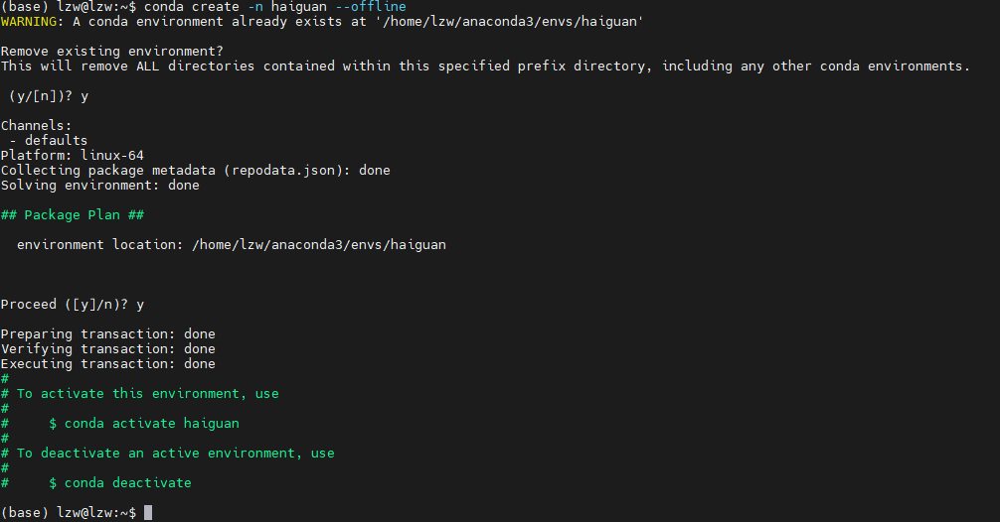 (base) lzw@lzw:~$ conda create -n haiguan --offline
WARNING: A conda environment already exists at '/home/lzw/anaconda3/envs/haiguan'
Remove existing environment?
This will remove ALL directories contained within this specified prefix directory, including any other conda environments.
 (y/[n])? y
Channels:
 - defaults
Platform: linux-64
Collecting package metadata (repodata.json): done
Solving environment: done
## Package Plan ##
  environment location: /home/lzw/anaconda3/envs/haiguan
Proceed ([y]/n)? y
Preparing transaction: done
Verifying transaction: done
Executing transaction: done
#
# To activate this environment, use
#
#     $ conda activate haiguan
#
# To deactivate an active environment, use
#
#     $ conda deactivate
(base) lzw@lzw:~$